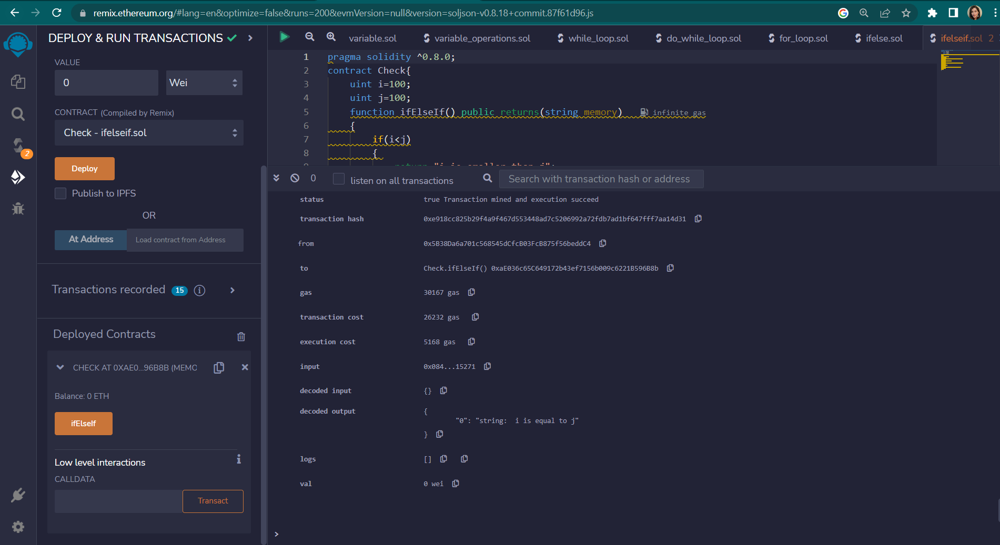 remix.ethereum.org/#lang=en&optimize=false&runs=200&evmVersion=null&version=soljson-v0.8.18+commit.87f61d96.js
DEPLOY & RUN TRANSACTIONS
VALUE
0
Wei
CONTRACT (Compiled by Remix)
Check - ifelseif.sol
2
Deploy
Publish to IPFS
OR
At Address
Load contract from Address
Transactions recorded 15
Deployed Contracts
CHECK AT 0XAE0...96B8B (MEMO
Balance: 0 ETH
ifElseIf
Low level interactions
CALLDATA
Transact
variable.sol variable_operations.sol while_loop.sol do_while_loop.sol for_loop.sol ifelse.sol ifelseif.sol 2
1 pragma solidity ^0.8.0;
2 contract Check{
3 uint i=100;
4 uint j=100;
5 function ifElseIf() public returns(string memory) infinite gas
6 {
7 if(i<j)
8 {
0 listen on all transactions Search with transaction hash or address
status true Transaction mined and execution succeed
transaction hash 0xe918cc825b29f4a9f467d553448ad7c5206992a72fdb7ad1bf647fff7aa14d31
from 0x5B38Da6a701c568545dCfcB03FcB875f56beddC4
to Check.ifElseIf() 0xaE036c65C649172b43ef7156b009c6221B596B8b
gas 30167 gas
transaction cost 26232 gas
execution cost 5168 gas
input 0x084...15271
decoded input {}
decoded output {
"0": "string: i is equal to j"
}
logs []
val 0 wei
>